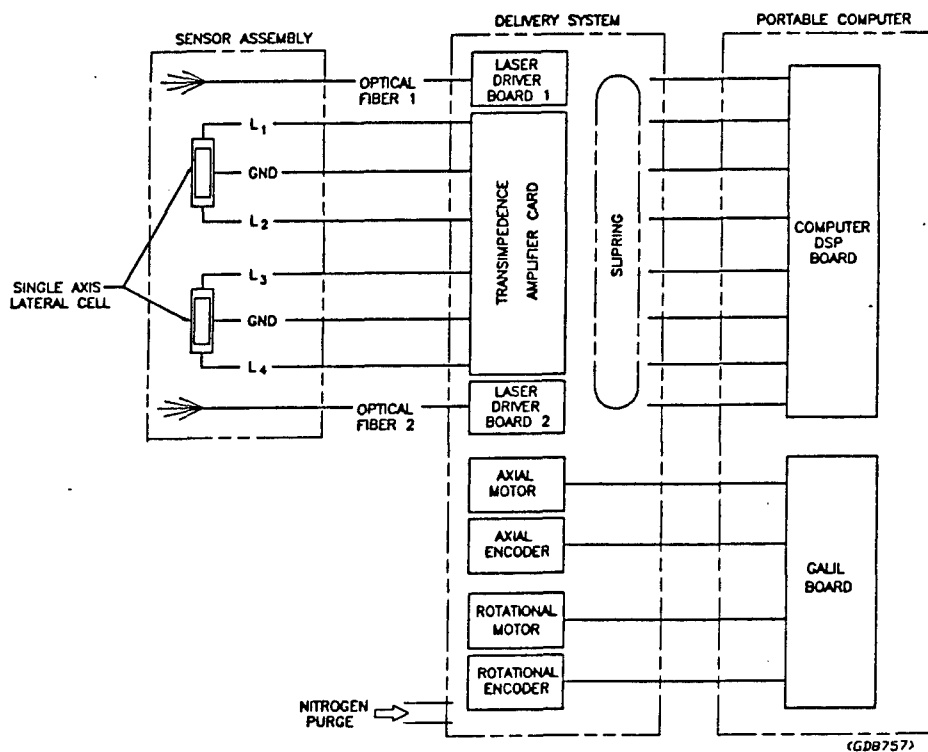 DELIVERY SYSTEM
PORTABLE COMPUTER
SENSOR ASSEMBLY
OPTICAL
FIBER 1
LASER
DRIVER
BOARD 1
L1
GND
L2
L3
GND
L4
SINGLE AXIS
LATERAL CELL
TRANSIMPEDENCE
AMPLIFIER CARD
SLIPRING
COMPUTER
DSP
BOARD
OPTICAL
FIBER 2
LASER
DRIVER
BOARD 2
AXIAL
MOTOR
AXIAL
ENCODER
ROTATIONAL
MOTOR
ROTATIONAL
ENCODER
GALIL
BOARD
NITROGEN
PURGE
(GD8757)